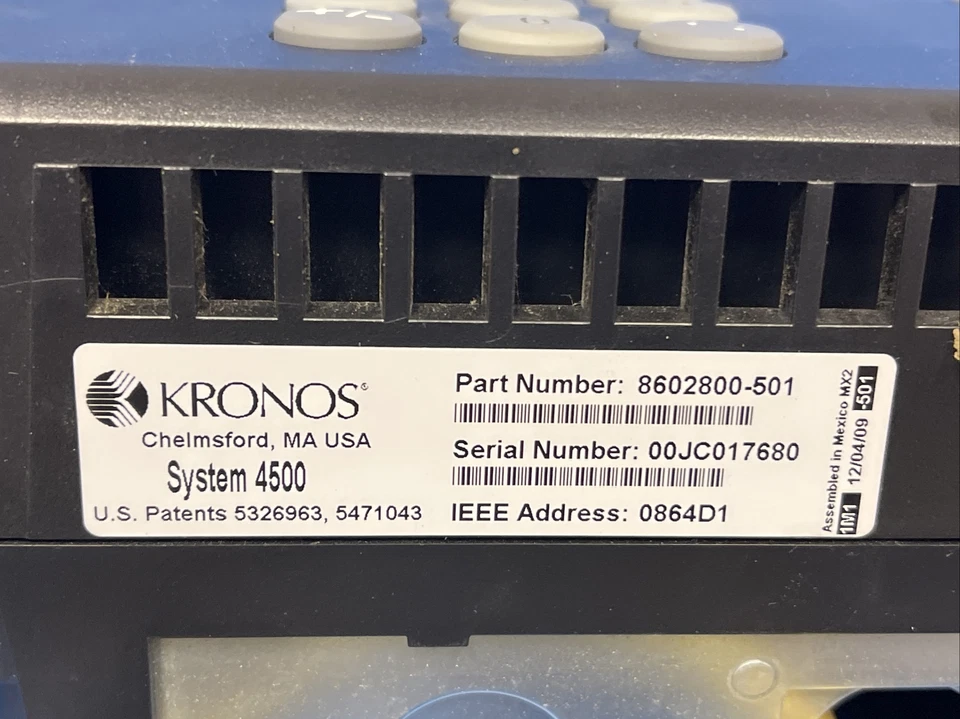 +/-
0
KRONOS®
Chelmsford, MA USA
System 4500
U.S. Patents 5326963, 5471043
Part Number: 8602800-501
Serial Number: 00JC017680
IEEE Address: 0864D1
Assembled in Mexico MX2
1M1 12/04/09 -501